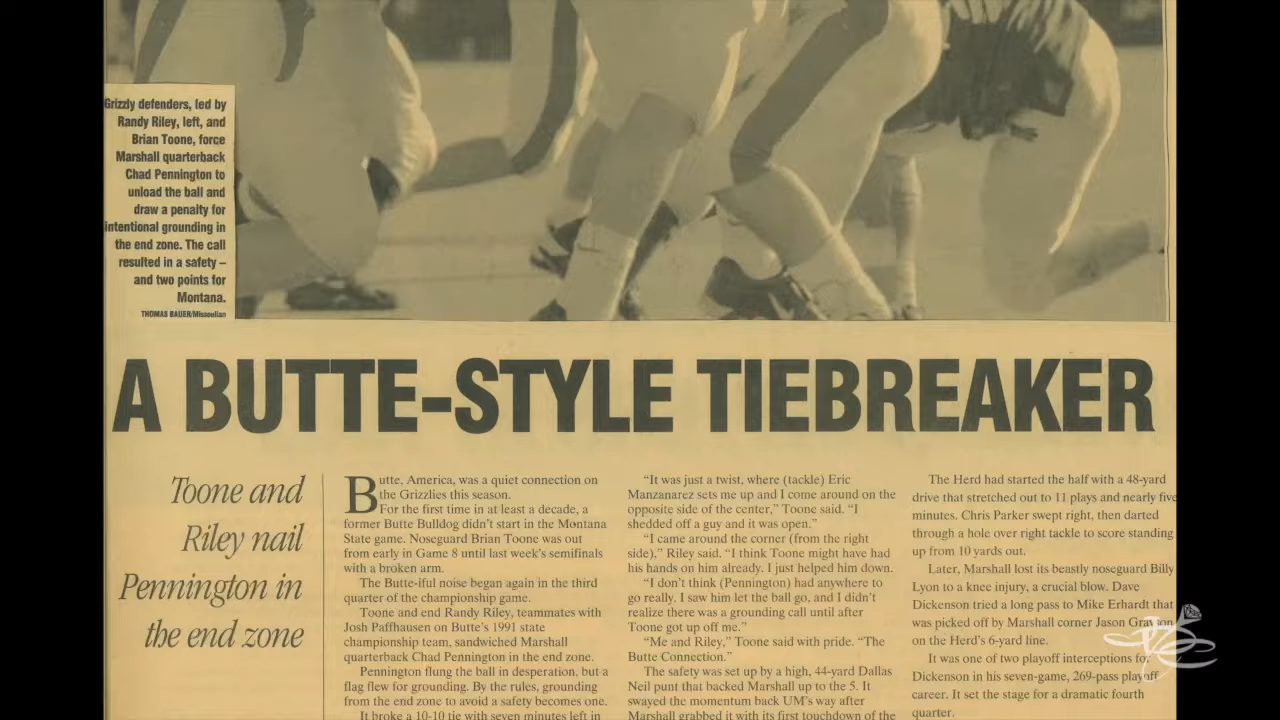 Grizzly defenders, led by
Randy Riley, left, and
Brian Toone, force
Marshall quarterback
Chad Pennington to
unload the ball and
draw a penalty for
intentional grounding in
the end zone. The call
resulted in a safety –
and two points for
Montana.
THOMAS BAUER/Missoulian
A BUTTE-STYLE TIEBREAKER
Toone and
Riley nail
Pennington in
the end zone
Butte, America, was a quiet connection on
the Grizzlies this season.
For the first time in at least a decade, a
former Butte Bulldog didn't start in the Montana
State game. Noseguard Brian Toone was out
from early in Game 8 until last week's semifinals
with a broken arm.
The Butte-iful noise began again in the third
quarter of the championship game.
Toone and end Randy Riley, teammates with
Josh Paffhausen on Butte's 1991 state
championship team, sandwiched Marshall
quarterback Chad Pennington in the end zone.
Pennington flung the ball in desperation, but a
flag flew for grounding. By the rules, grounding
from the end zone to avoid a safety becomes one.
It broke a 10-10 tie with seven minutes left in
“It was just a twist, where (tackle) Eric
Manzanarez sets me up and I come around on the
opposite side of the center,” Toone said. “I
shedded off a guy and it was open.”
“I came around the corner (from the right
side),” Riley said. “I think Toone might have had
his hands on him already. I just helped him down.
“I don't think (Pennington) had anywhere to
go really. I saw him let the ball go, and I didn't
realize there was a grounding call until after
Toone got up off me.”
“Me and Riley,” Toone said with pride. “The
Butte Connection.”
The safety was set up by a high, 44-yard Dallas
Neil punt that backed Marshall up to the 5. It
swayed the momentum back UM's way after
Marshall grabbed it with its first touchdown of the
The Herd had started the half with a 48-yard
drive that stretched out to 11 plays and nearly five
minutes. Chris Parker swept right, then darted
through a hole over right tackle to score standing
up from 10 yards out.
Later, Marshall lost its beastly noseguard Billy
Lyon to a knee injury, a crucial blow. Dave
Dickenson tried a long pass to Mike Erhardt that
was picked off by Marshall corner Jason Grayson
on the Herd's 6-yard line.
It was one of two playoff interceptions for
Dickenson in his seven-game, 269-pass playoff
career. It set the stage for a dramatic fourth
quarter.